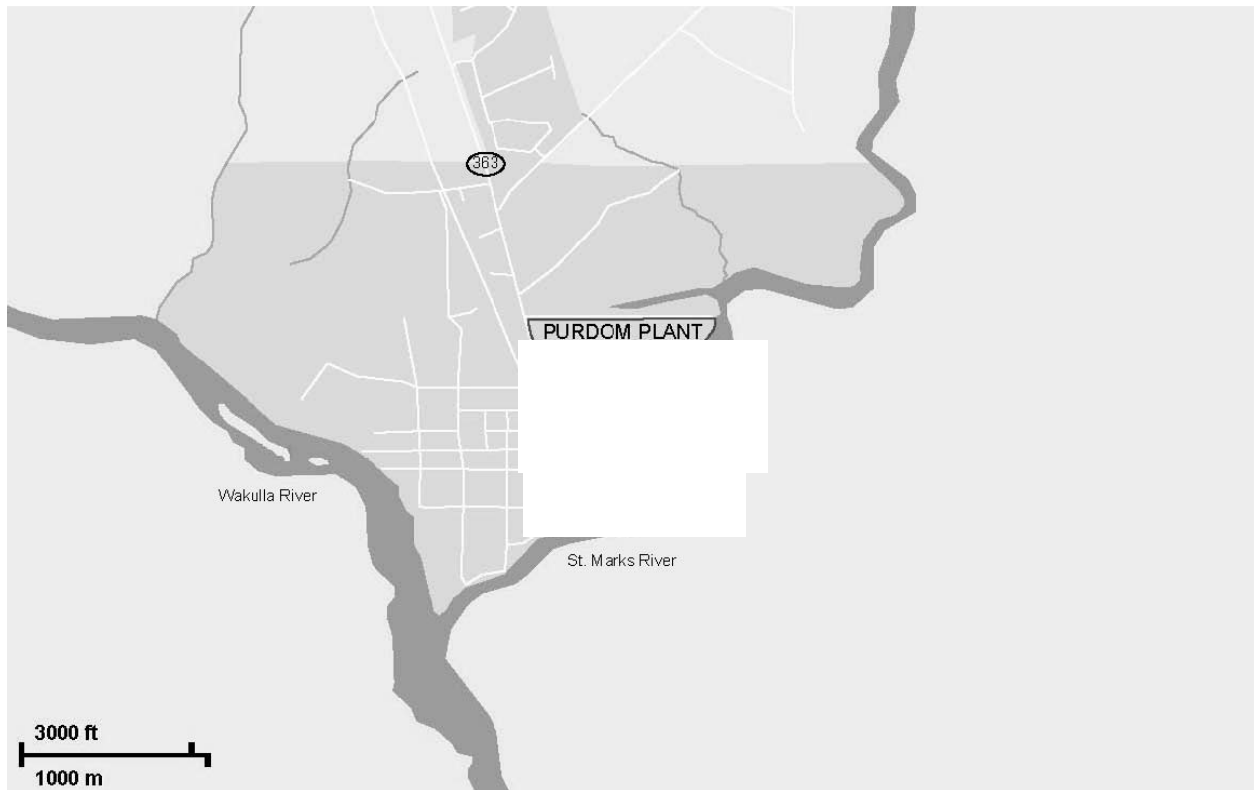 363
PURDOM PLANT
Wakulla River
St. Marks River
3000 ft
1000 m